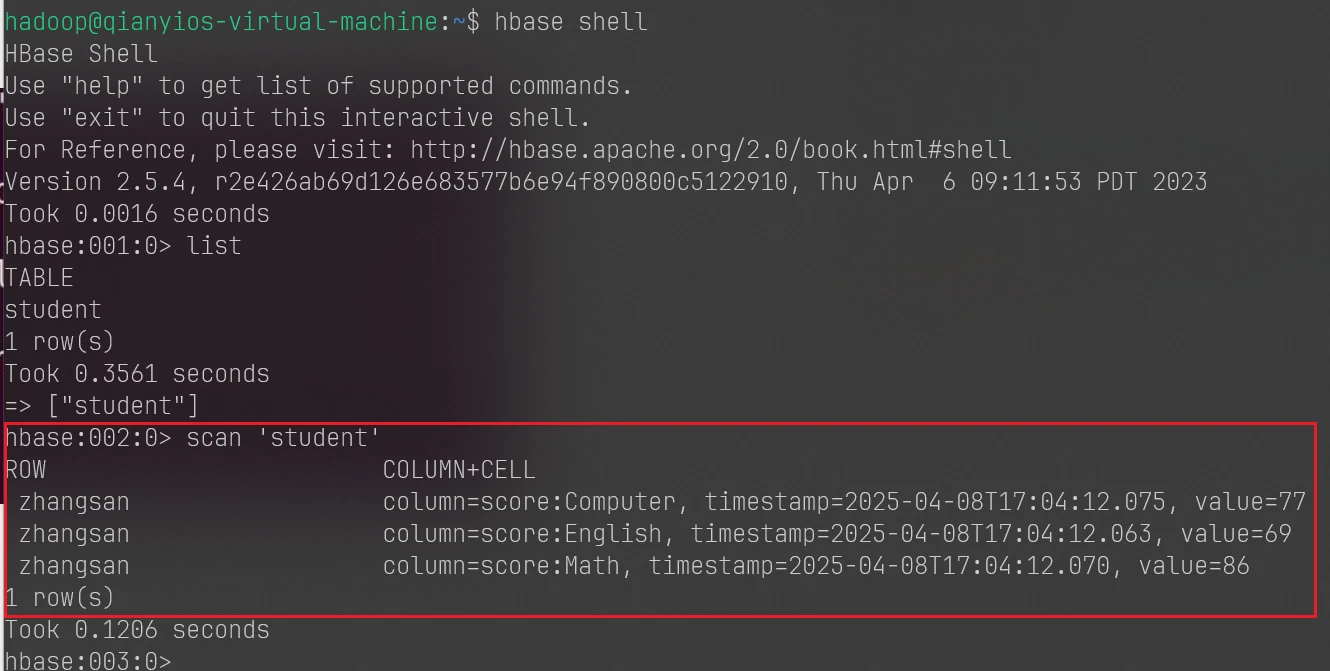 hadoop@qianyios-virtual-machine:~$ hbase shell
HBase Shell
Use "help" to get list of supported commands.
Use "exit" to quit this interactive shell.
For Reference, please visit: http://hbase.apache.org/2.0/book.html#shell
Version 2.5.4, r2e426ab69d126e683577b6e94f890800c5122910, Thu Apr  6 09:11:53 PDT 2023
Took 0.0016 seconds
hbase:001:0> list
TABLE
student
1 row(s)
Took 0.3561 seconds
=> ["student"]
hbase:002:0> scan 'student'
ROW                        COLUMN+CELL
 zhangsan                  column=score:Computer, timestamp=2025-04-08T17:04:12.075, value=77
 zhangsan                  column=score:English, timestamp=2025-04-08T17:04:12.063, value=69
 zhangsan                  column=score:Math, timestamp=2025-04-08T17:04:12.070, value=86
1 row(s)
Took 0.1206 seconds
hbase:003:0>